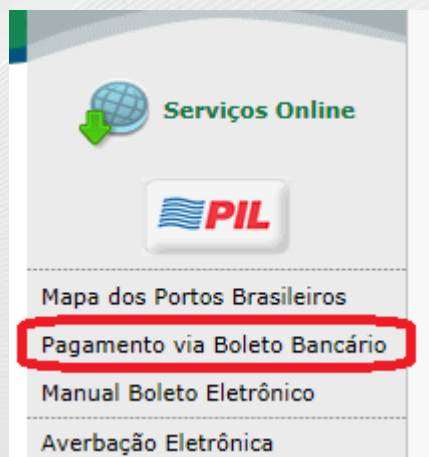 Serviços Online
PIL
Mapa dos Portos Brasileiros
Pagamento via Boleto Bancário
Manual Boleto Eletrônico
Averbação Eletrônica